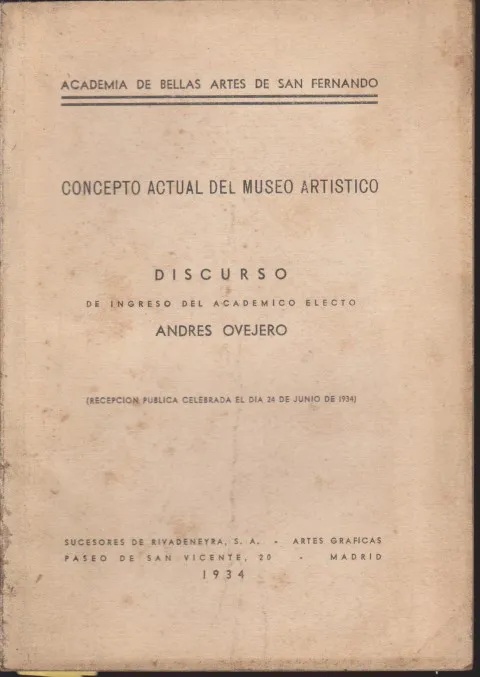 ACADEMIA DE BELLAS ARTES DE SAN FERNANDO
CONCEPTO ACTUAL DEL MUSEO ARTISTICO
DISCURSO
DE INGRESO DEL ACADEMICO ELECTO
ANDRES OVEJERO
(RECEPCION PUBLICA CELEBRADA EL DIA 24 DE JUNIO DE 1934)
SUCESORES DE RIVADENEYRA, S. A. - ARTES GRAFICAS
PASEO DE SAN VICENTE, 20 - MADRID
1934